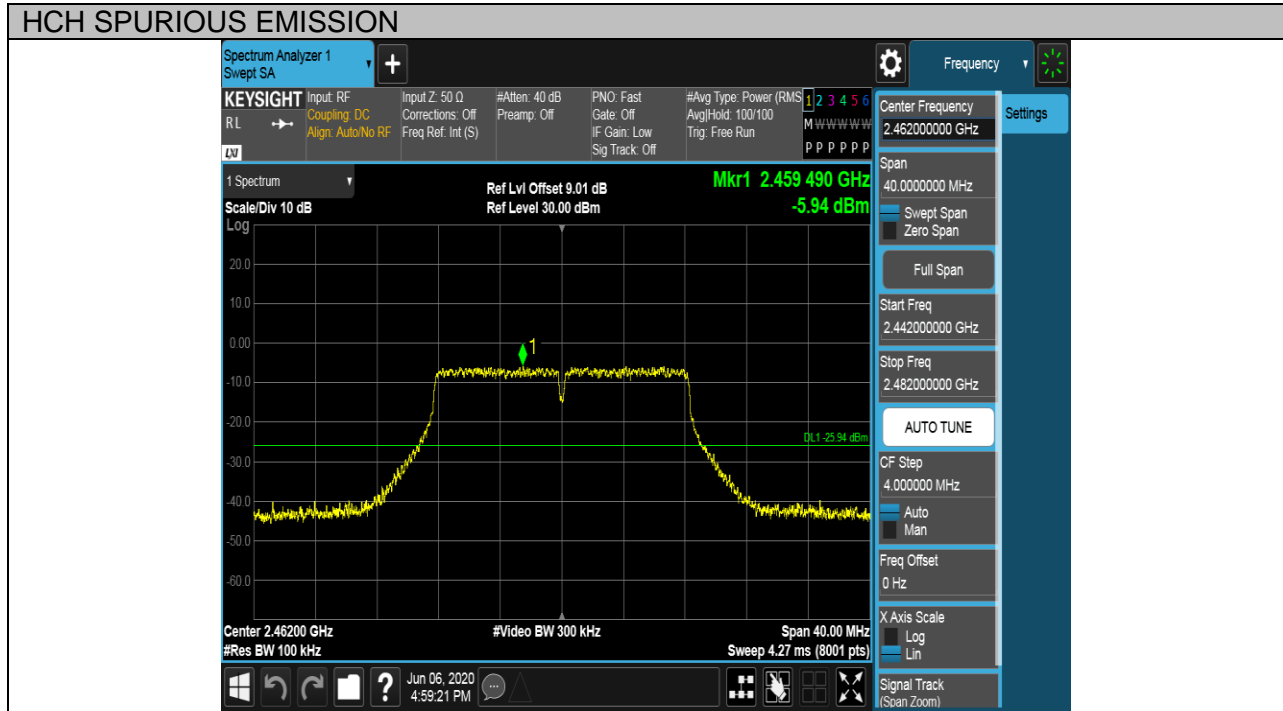 HCH SPURIOUS EMISSION
Spectrum Analyzer 1
Swept SA
+
Frequency
KEYSIGHT
RL
LXI
Input: RF
Coupling: DC
Align: Auto/No RF
Input Z: 50 Ω
Corrections: Off
Freq Ref: Int (S)
#Atten: 40 dB
Preamp: Off
PNO: Fast
Gate: Off
IF Gain: Low
Sig Track: Off
#Avg Type: Power (RMS
Avg|Hold: 100/100
Trig: Free Run
1 2 3 4 5 6
M W W W W W
P P P P P P
1 Spectrum
Scale/Div 10 dB
Log
Ref Lvl Offset 9.01 dB
Ref Level 30.00 dBm
Mkr1 2.459 490 GHz
-5.94 dBm
20.0
10.0
0.00
-10.0
-20.0
-30.0
-40.0
-50.0
-60.0
1
DL1 -25.94 dBm
Center 2.46200 GHz
#Res BW 100 kHz
#Video BW 300 kHz
Span 40.00 MHz
Sweep 4.27 ms (8001 pts)
?
Jun 06, 2020
4:59:21 PM
Settings
Center Frequency
2.462000000 GHz
Span
40.0000000 MHz
Swept Span
Zero Span
Full Span
Start Freq
2.442000000 GHz
Stop Freq
2.482000000 GHz
AUTO TUNE
CF Step
4.000000 MHz
Auto
Man
Freq Offset
0 Hz
X Axis Scale
Log
Lin
Signal Track
(Span Zoom)